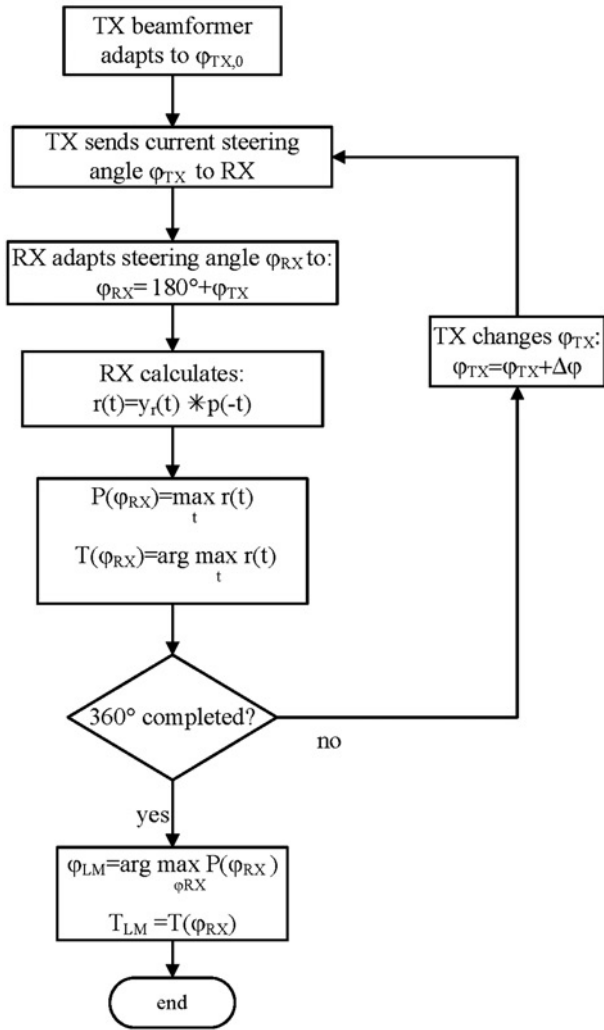 TX beamformer
adapts to φTX,0
TX sends current steering
angle φTX to RX
RX adapts steering angle φRX to:
φRX= 180°+φTX
TX changes φTX:
φTX=φTX+Δφ
RX calculates:
r(t)=yr(t) ∗p(-t)
P(φRX)=max r(t)
t
T(φRX)=arg max r(t)
t
360° completed?
no
yes
φLM=arg max P(φRX )
φRX
TLM =T(φRX)
end